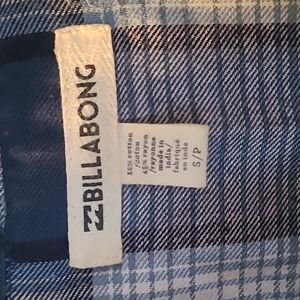 BILLABONG
55% cotton
/coton
45% rayon
/rayonne
made in
india/
fabriqué
en inde
S/P